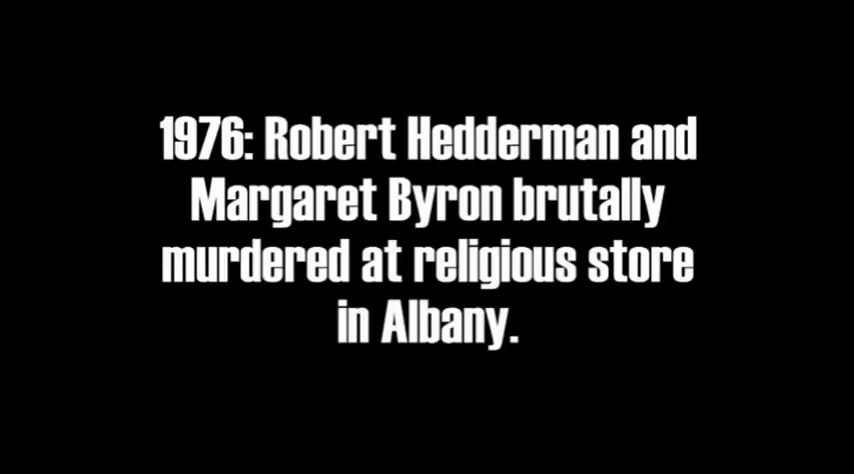 1976: Robert Hedderman and
Margaret Byron brutally
murdered at religious store
in Albany.